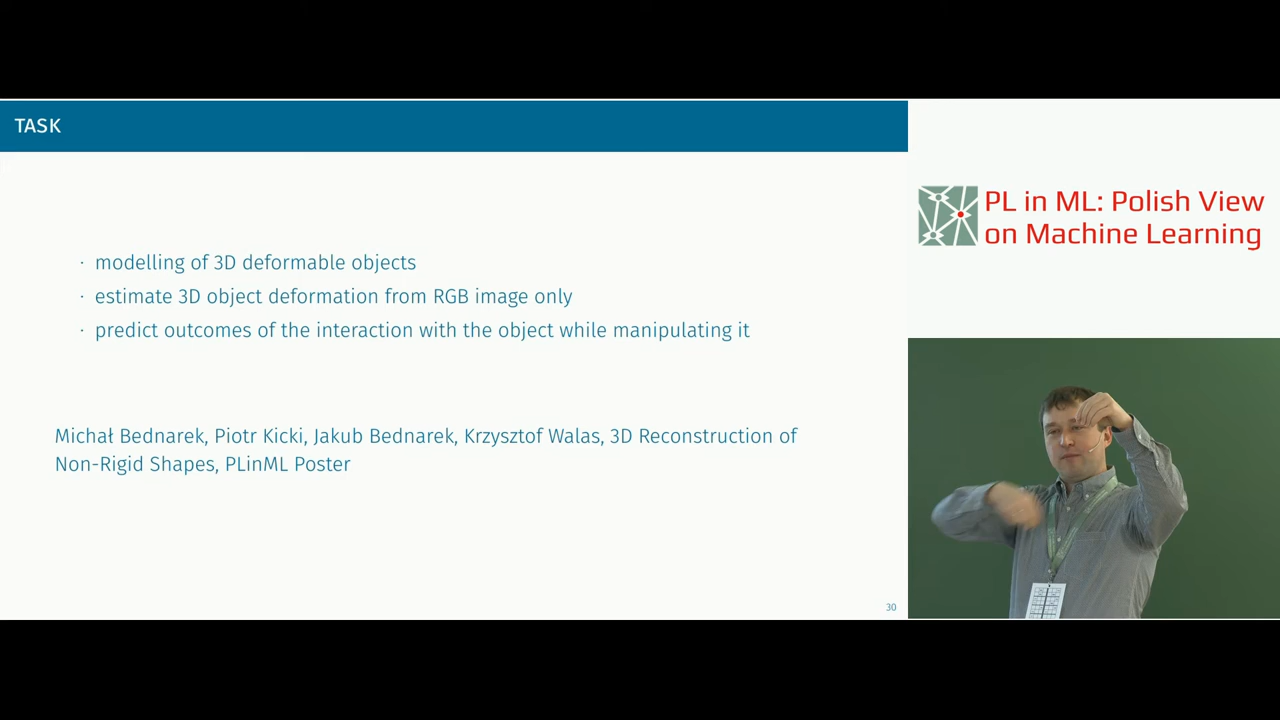 TASK
· modelling of 3D deformable objects
· estimate 3D object deformation from RGB image only
· predict outcomes of the interaction with the object while manipulating it
Michał Bednarek, Piotr Kicki, Jakub Bednarek, Krzysztof Walas, 3D Reconstruction of
Non-Rigid Shapes, PLinML Poster
30
PL in ML: Polish View
on Machine Learning